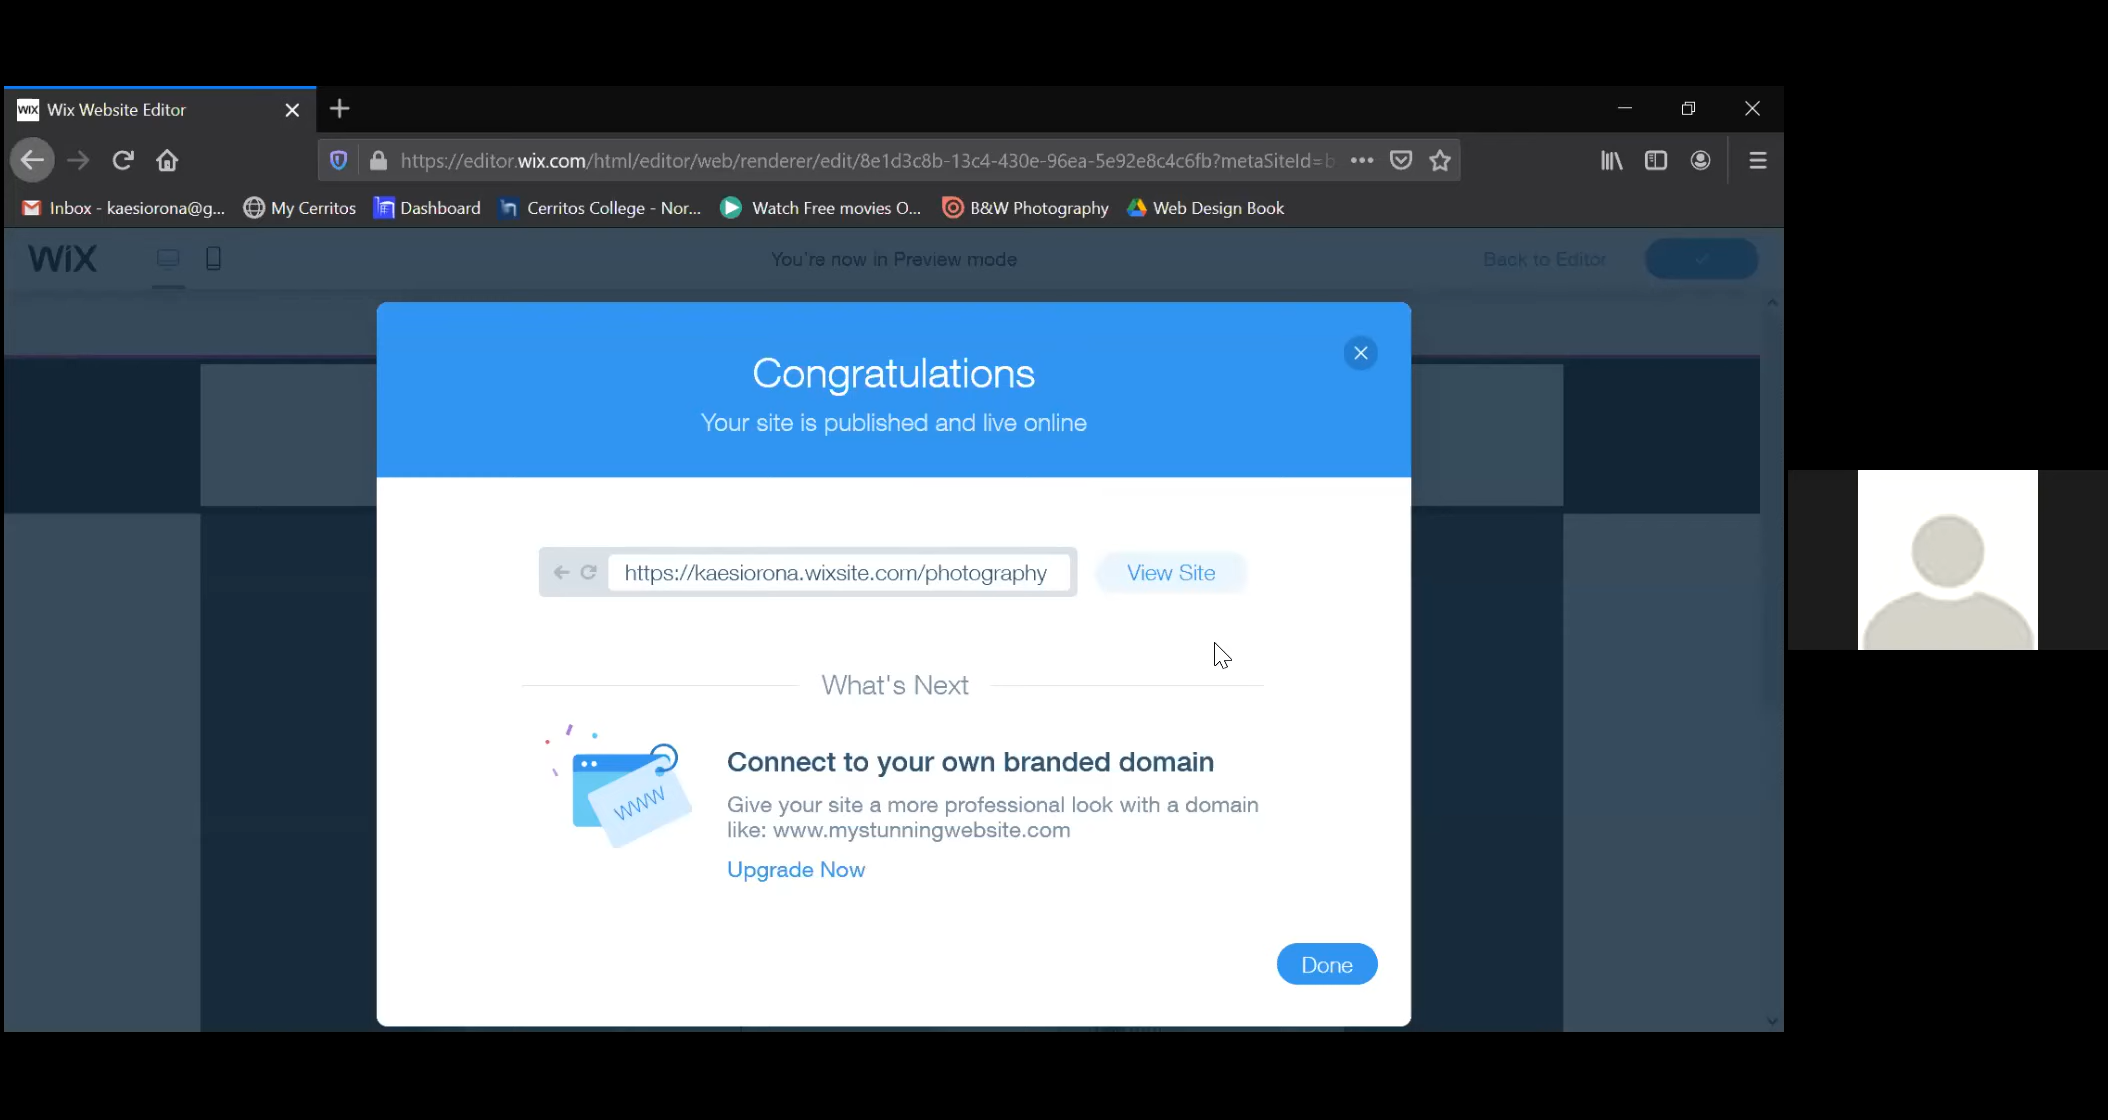 WIX Wix Website Editor
https://editor.wix.com/html/editor/web/renderer/edit/8e1d3c8b-13c4-430e-96ea-5e92e8c4c6fb?metaSiteId=b
Inbox - kaesiorona@g... My Cerritos Dashboard Cerritos College - Nor... Watch Free movies O... B&W Photography Web Design Book
WiX You're now in Preview mode Back to Editor
Congratulations
Your site is published and live online
https://kaesiorona.wixsite.com/photography View Site
What's Next
Connect to your own branded domain
Give your site a more professional look with a domain
like: www.mystunningwebsite.com
WWW
Upgrade Now
Done